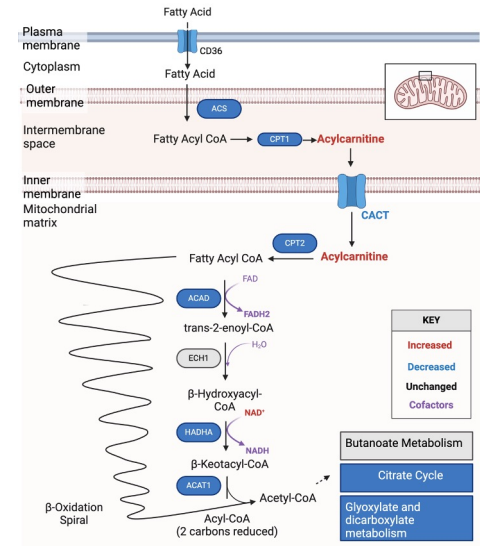 Fatty Acid
Plasma
membrane
CD36
Cytoplasm
Fatty Acid
Outer
membrane
ACS
Intermembrane
space
Fatty Acyl CoA
CPT1
Acylcarnitine
Inner
membrane
Mitochondrial
matrix
CACT
CPT2
Fatty Acyl CoA
Acylcarnitine
FAD
ACAD
FADH2
trans-2-enoyl-CoA
H₂O
ECH1
β-Hydroxyacyl-
CoA
NAD⁺
HADHA
NADH
β-Keotacyl-CoA
ACAT1
Acetyl-CoA
β-Oxidation
Spiral
Acyl-CoA
(2 carbons reduced)
KEY
Increased
Decreased
Unchanged
Cofactors
Butanoate Metabolism
Citrate Cycle
Glyoxylate and
dicarboxylate
metabolism